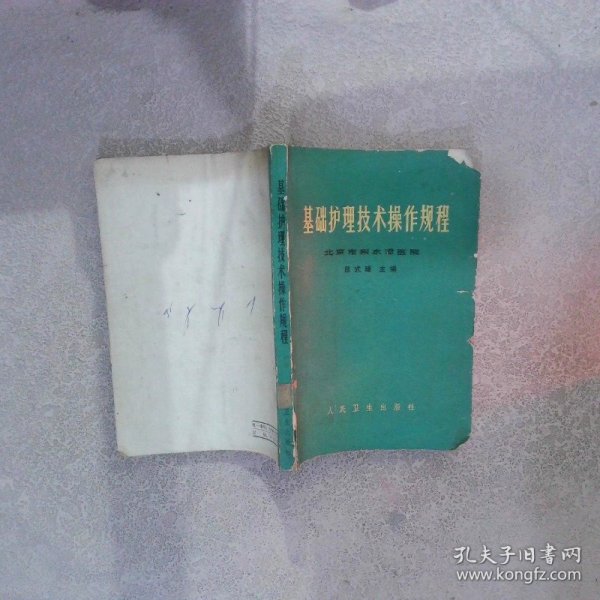 基础护理技术操作规程
北京市积水潭医院
吕式瑗 主编
人民卫生出版社
基础护理技术操作规程
孔夫子旧书网
www.kongfz.com